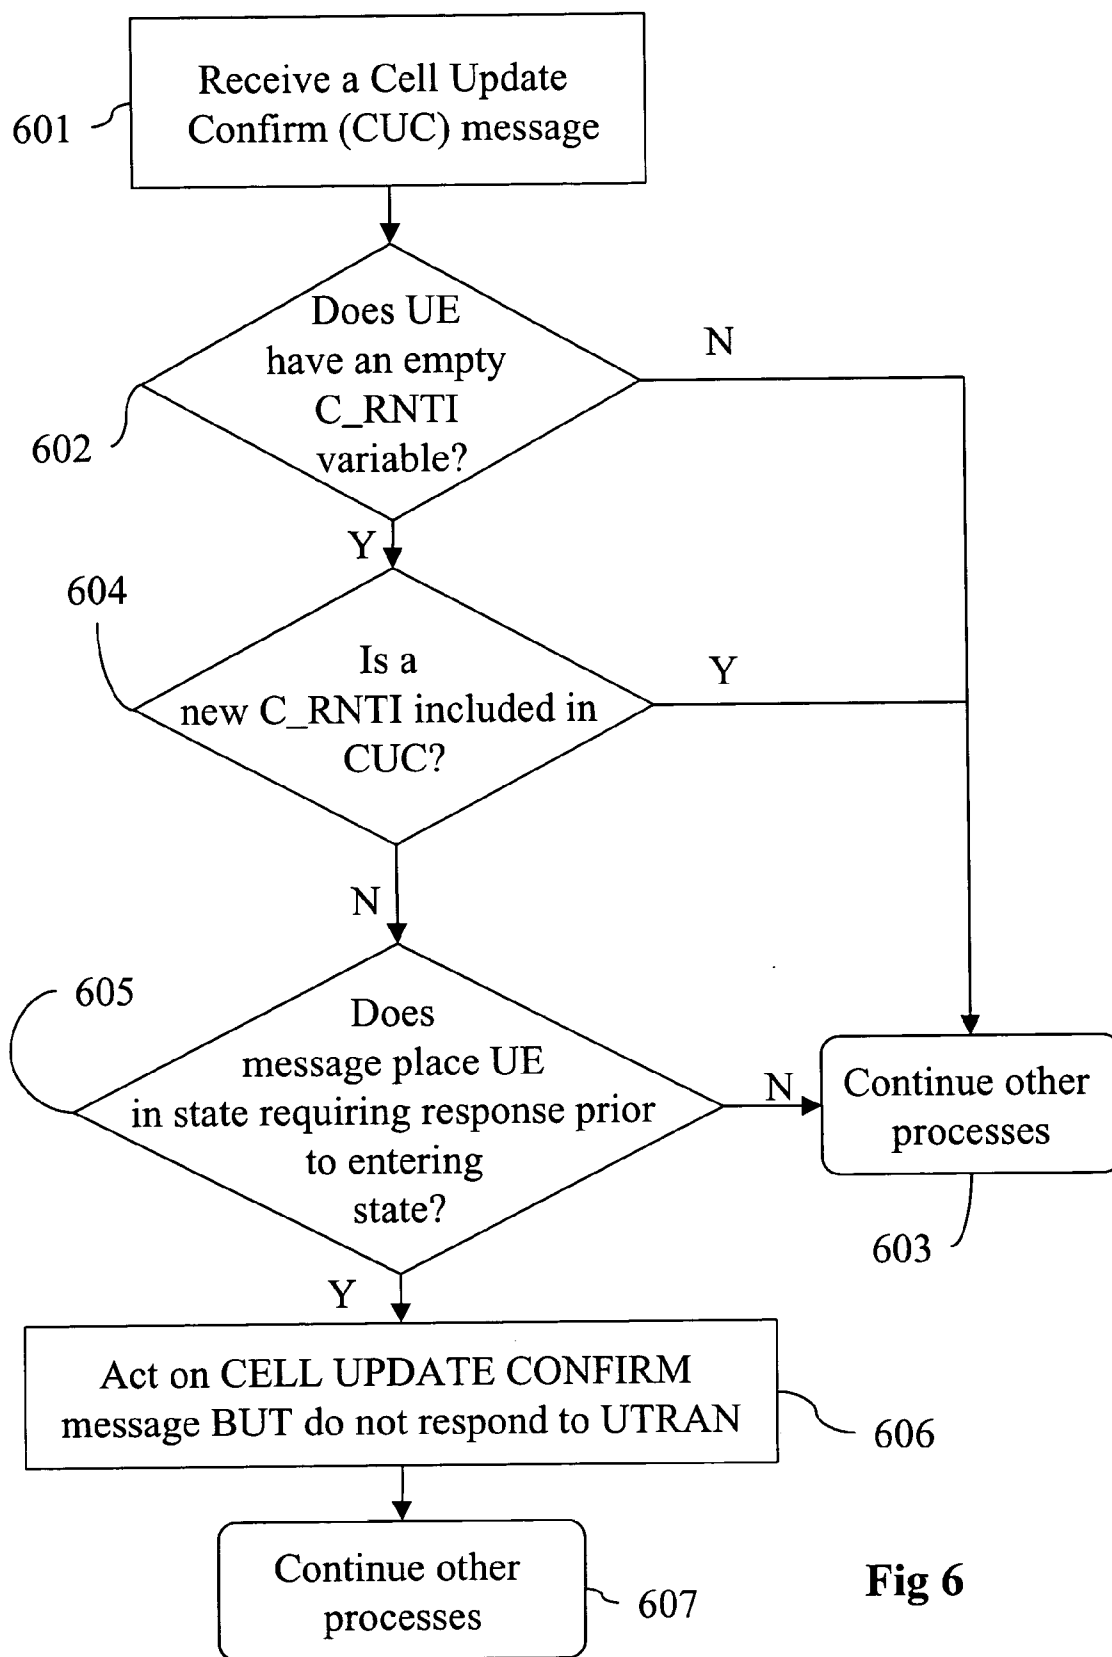 Receive a Cell Update
Confirm (CUC) message
601
Does UE
have an empty
C_RNTI
variable?
N
602
Y
604
Is a
new C_RNTI included in
CUC?
Y
N
605
Does
message place UE
in state requiring response prior
to entering
state?
N
Continue other
processes
603
Y
Act on CELL UPDATE CONFIRM
message BUT do not respond to UTRAN
606
Continue other
processes
607
Fig 6